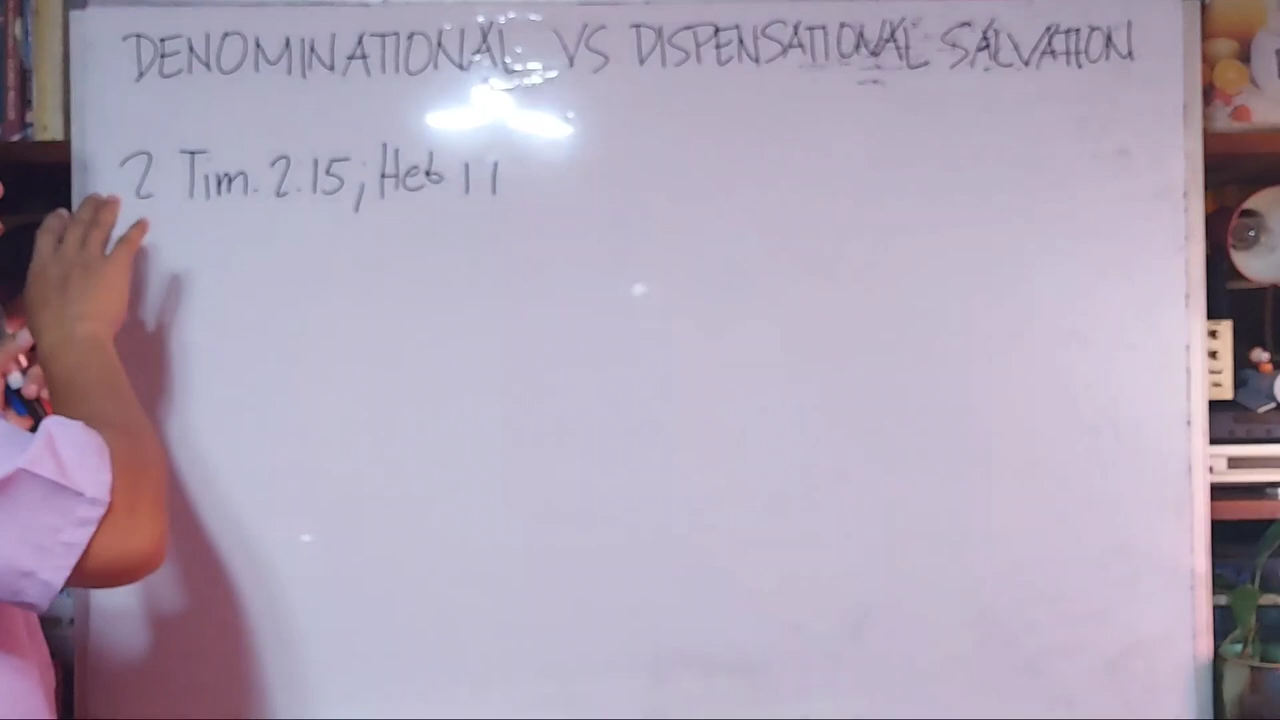 DENOMINATIONAL VS DISPENSATIONAL SALVATION
2 Tim. 2.15; Heb 11